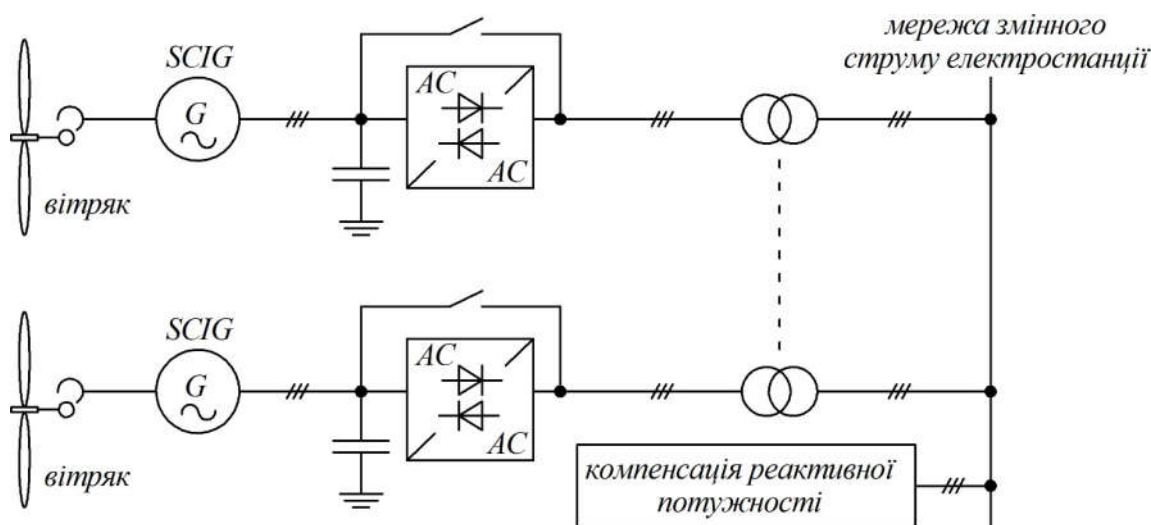 мережа змінного
струму електростанції
SCIG
G
AC
AC
вітряк
SCIG
G
AC
AC
вітряк
компенсація реактивної
потужності